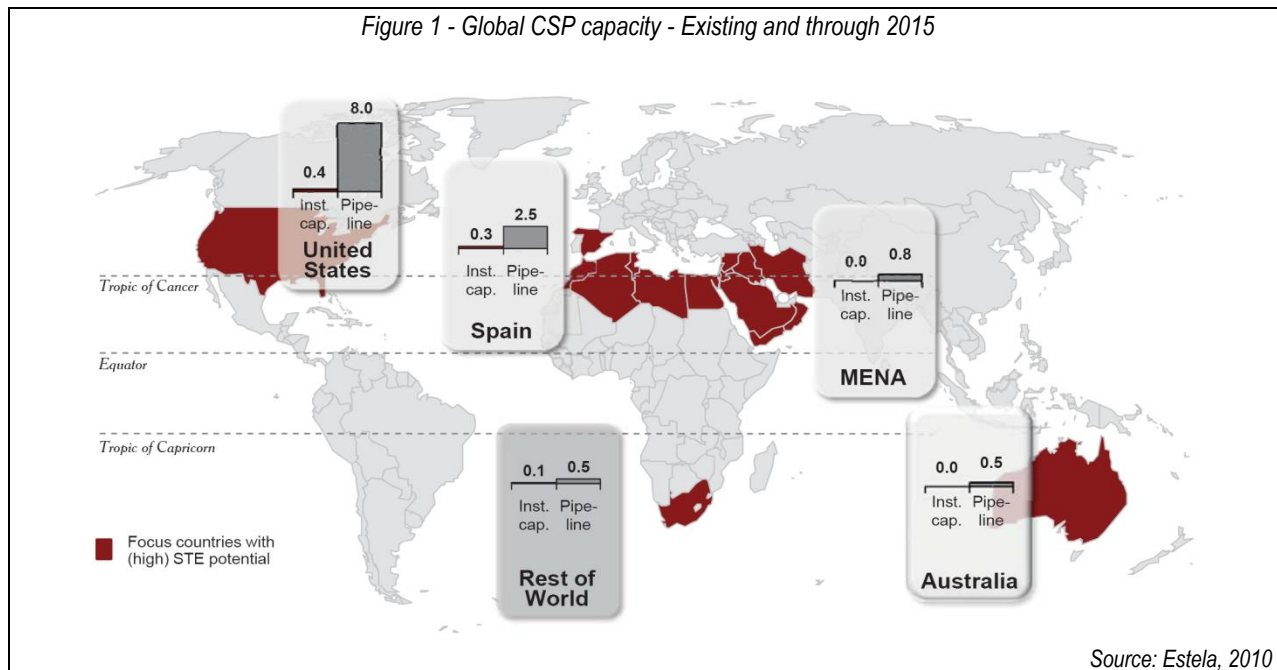 Figure 1 - Global CSP capacity - Existing and through 2015
8.0
0.4
Inst. Pipe-
cap. line
United
States
2.5
0.3
Inst. Pipe-
cap. line
Spain
0.8
0.0
Inst. Pipe-
cap. line
MENA
Tropic of Cancer
Equator
Tropic of Capricorn
0.1 0.5
Inst. Pipe-
cap. line
Rest of
World
0.0 0.5
Inst. Pipe-
cap. line
Australia
Focus countries with
(high) STE potential
Source: Estela, 2010